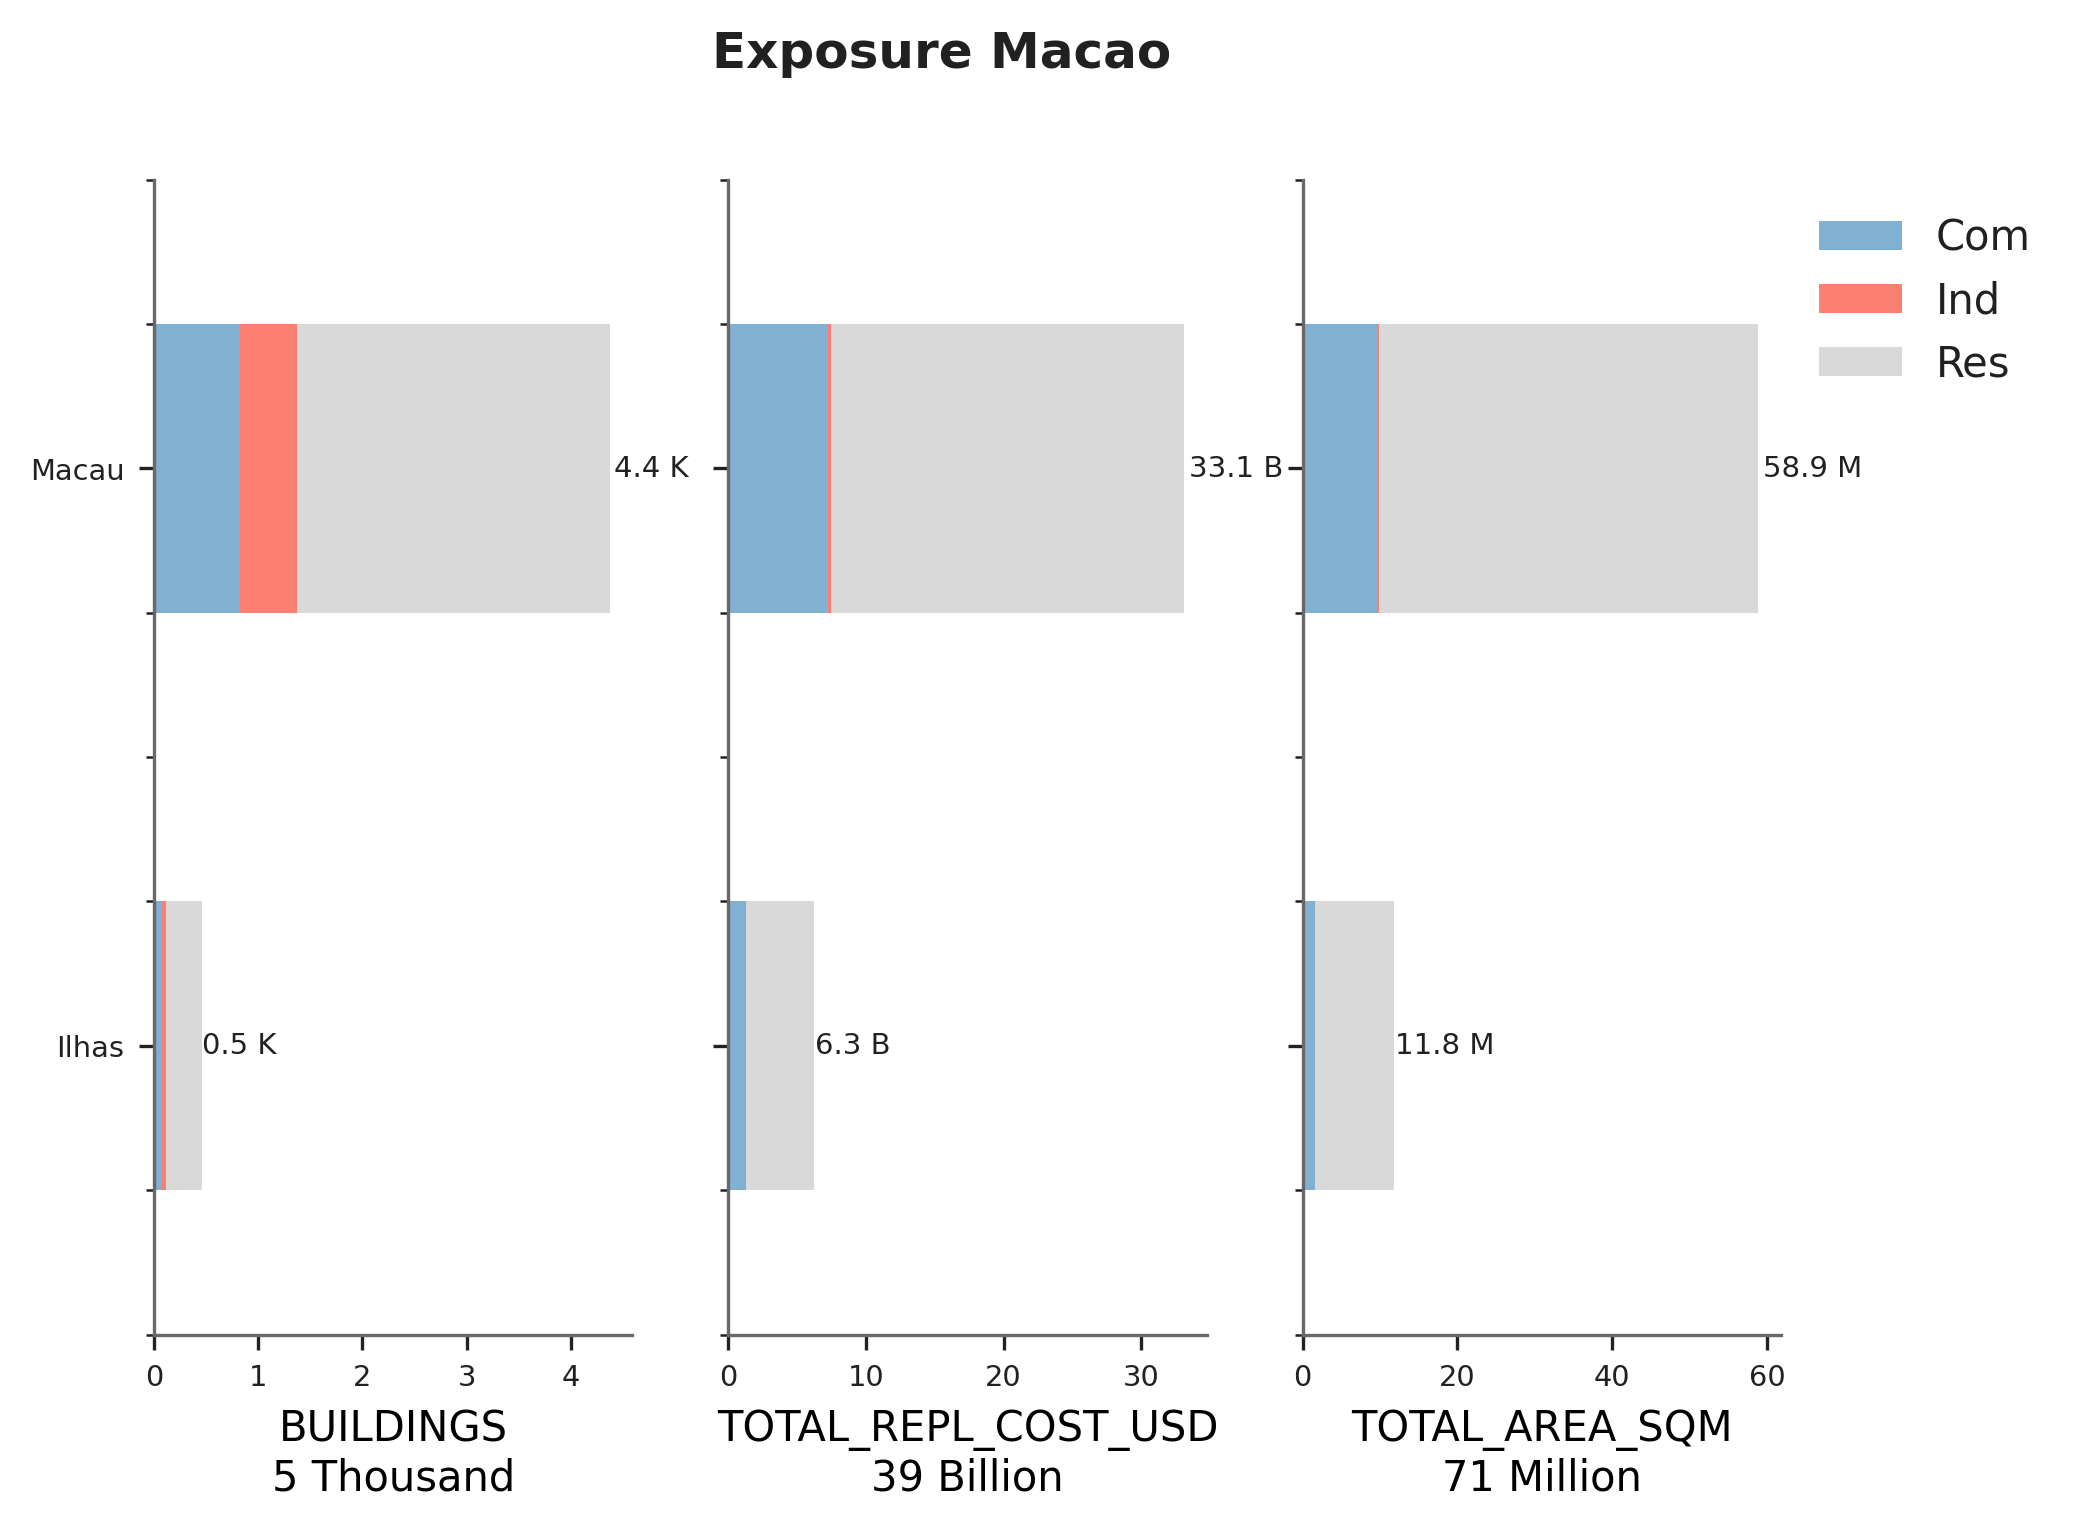 Exposure Macao
Com
Ind
Res
Macau
4.4 K
33.1 B
58.9 M
Ilhas
0.5 K
6.3 B
11.8 M
0 1 2 3 4
0 10 20 30
0 20 40 60
BUILDINGS
5 Thousand
TOTAL_REPL_COST_USD
39 Billion
TOTAL_AREA_SQM
71 Million